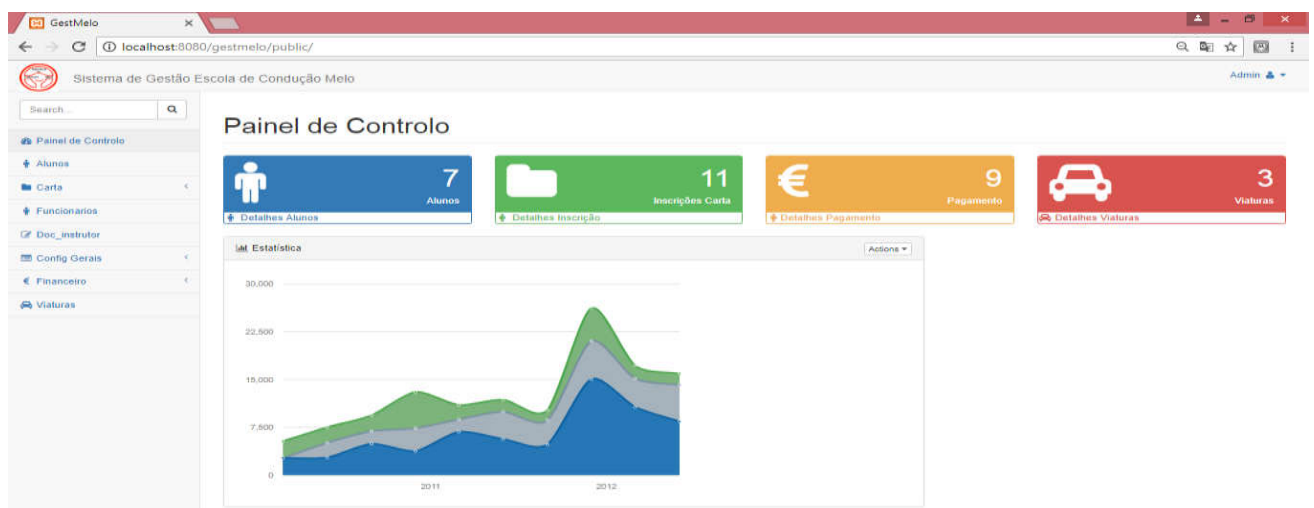 GestMelo
localhost:8080/gestmelo/public/
Sistema de Gestão Escola de Condução Melo
Admin
Search...
Painel de Controlo
Alunos
Carta
Funcionarios
Doc_instrutor
Config Gerais
Financeiro
Viaturas
Painel de Controlo
7
Alunos
Detalhes Alunos
11
Inscrições Carta
Detalhes Inscrição
9
Pagamento
Detalhes Pagamento
3
Viaturas
Detalhes Viaturas
Estatística
Actions
30,000
22,500
15,000
7,500
0
2011
2012